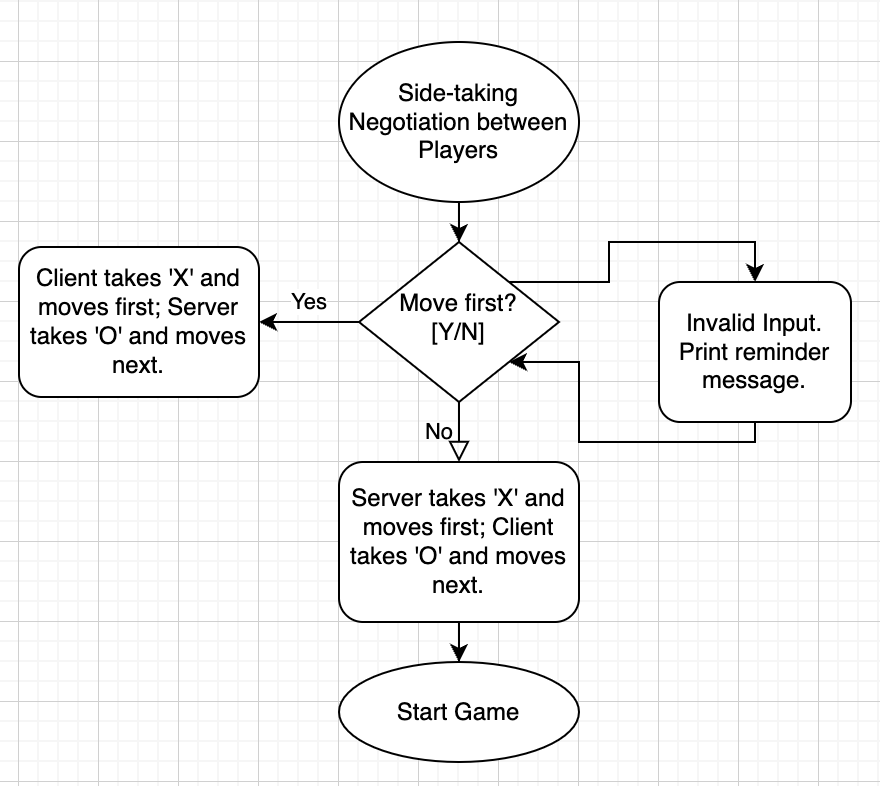 Side-taking
Negotiation between
Players
Client takes 'X' and
moves first; Server
takes 'O' and moves
next.
Yes
Move first?
[Y/N]
Invalid Input.
Print reminder
message.
No
Server takes 'X' and
moves first; Client
takes 'O' and moves
next.
Start Game